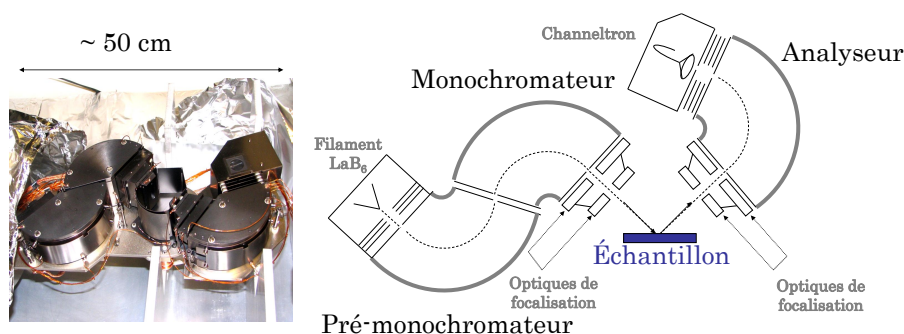 ~ 50 cm
Channeltron
Analyseur
Monochromateur
Filament
LaB₆
Échantillon
Optiques de
focalisation
Optiques de
focalisation
Pré-monochromateur